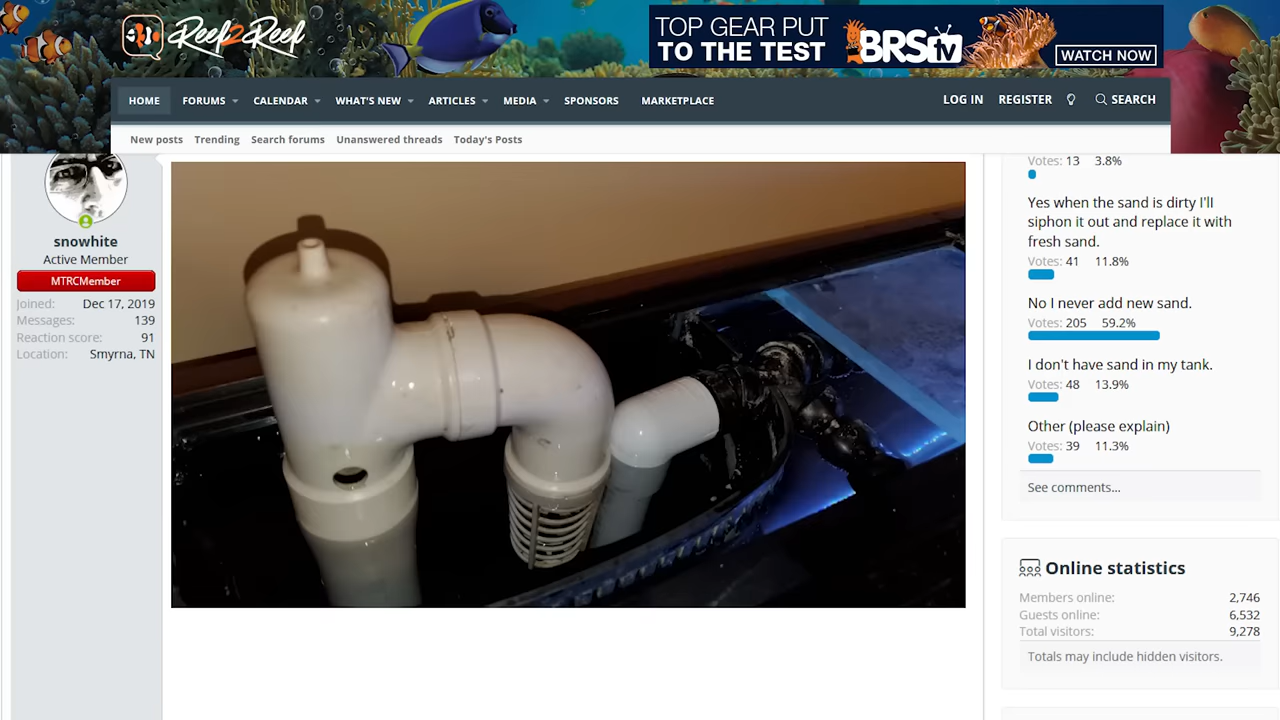 Reef2Reef
TOP GEAR PUT
TO THE TEST
BRStv
WATCH NOW
HOME
FORUMS
CALENDAR
WHAT'S NEW
ARTICLES
MEDIA
SPONSORS
MARKETPLACE
LOG IN
REGISTER
SEARCH
New posts
Trending
Search forums
Unanswered threads
Today's Posts
snowhite
Active Member
MTRCMember
Joined: Dec 17, 2019
Messages: 139
Reaction score: 91
Location: Smyrna, TN
Votes: 13 3.8%
Yes when the sand is dirty I'll
siphon it out and replace it with
fresh sand.
Votes: 41 11.8%
No I never add new sand.
Votes: 205 59.2%
I don't have sand in my tank.
Votes: 48 13.9%
Other (please explain)
Votes: 39 11.3%
See comments...
Online statistics
Members online: 2,746
Guests online: 6,532
Total visitors: 9,278
Totals may include hidden visitors.